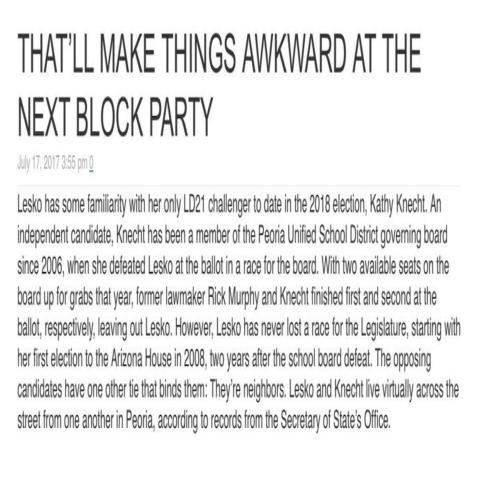 THAT'LL MAKE THINGS AWKWARD AT THE
NEXT BLOCK PARTY
July 17, 2017 3:55 pm 0
Lesko has some familiarity with her only LD21 challenger to date in the 2018 election, Kathy Knecht. An
independent candidate, Knecht has been a member of the Peoria Unified School District governing board
since 2006, when she defeated Lesko at the ballot in a race for the board. With two available seats on the
board up for grabs that year, former lawmaker Rick Murphy and Knecht finished first and second at the
ballot, respectively, leaving out Lesko. However, Lesko has never lost a race for the Legislature, starting with
her first election to the Arizona House in 2008, two years after the school board defeat. The opposing
candidates have one other tie that binds them: They're neighbors. Lesko and Knecht live virtually across the
street from one another in Peoria, according to records from the Secretary of State's Office.